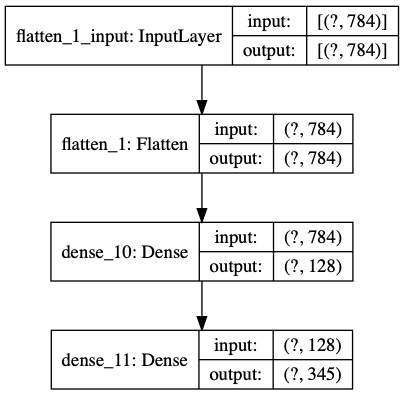 flatten_1_input: InputLayer
input: [(?, 784)]
output: [(?, 784)]
flatten_1: Flatten
input: (?, 784)
output: (?, 784)
dense_10: Dense
input: (?, 784)
output: (?, 128)
dense_11: Dense
input: (?, 128)
output: (?, 345)